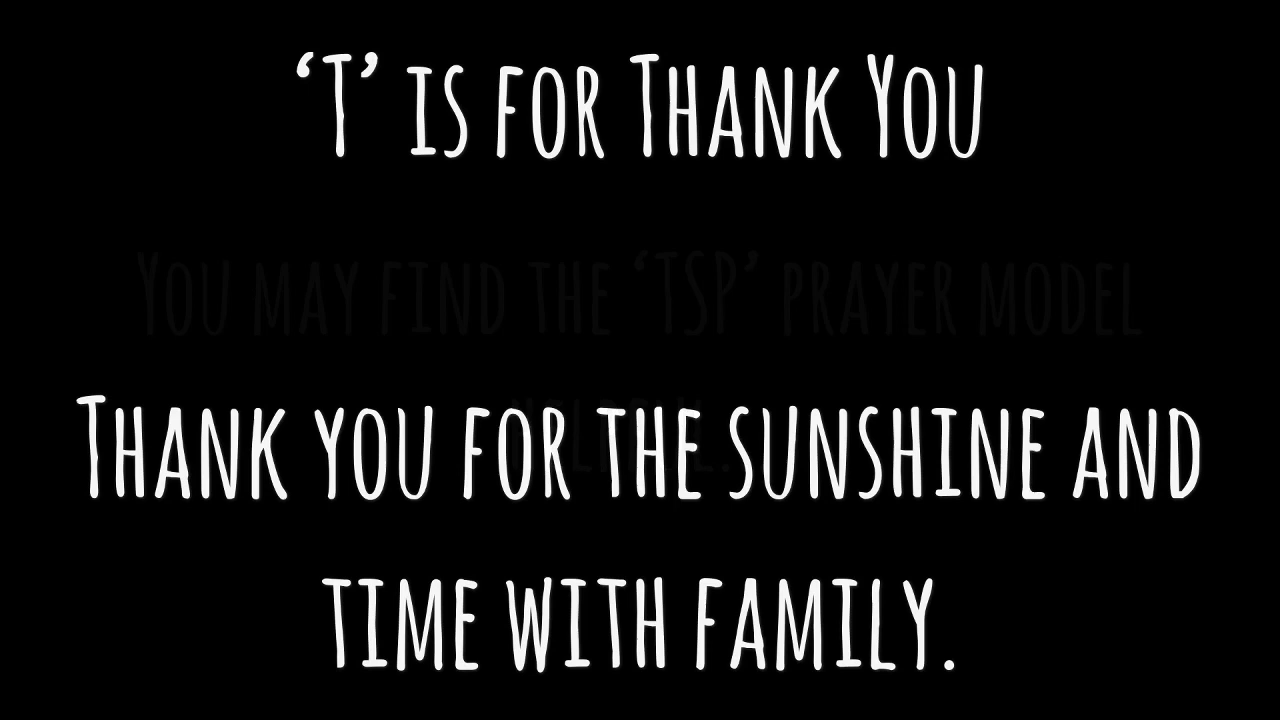 ‘T’ is for Thank You
You may find the ‘TSP’ prayer model
Thank you for the sunshine and
time with family.